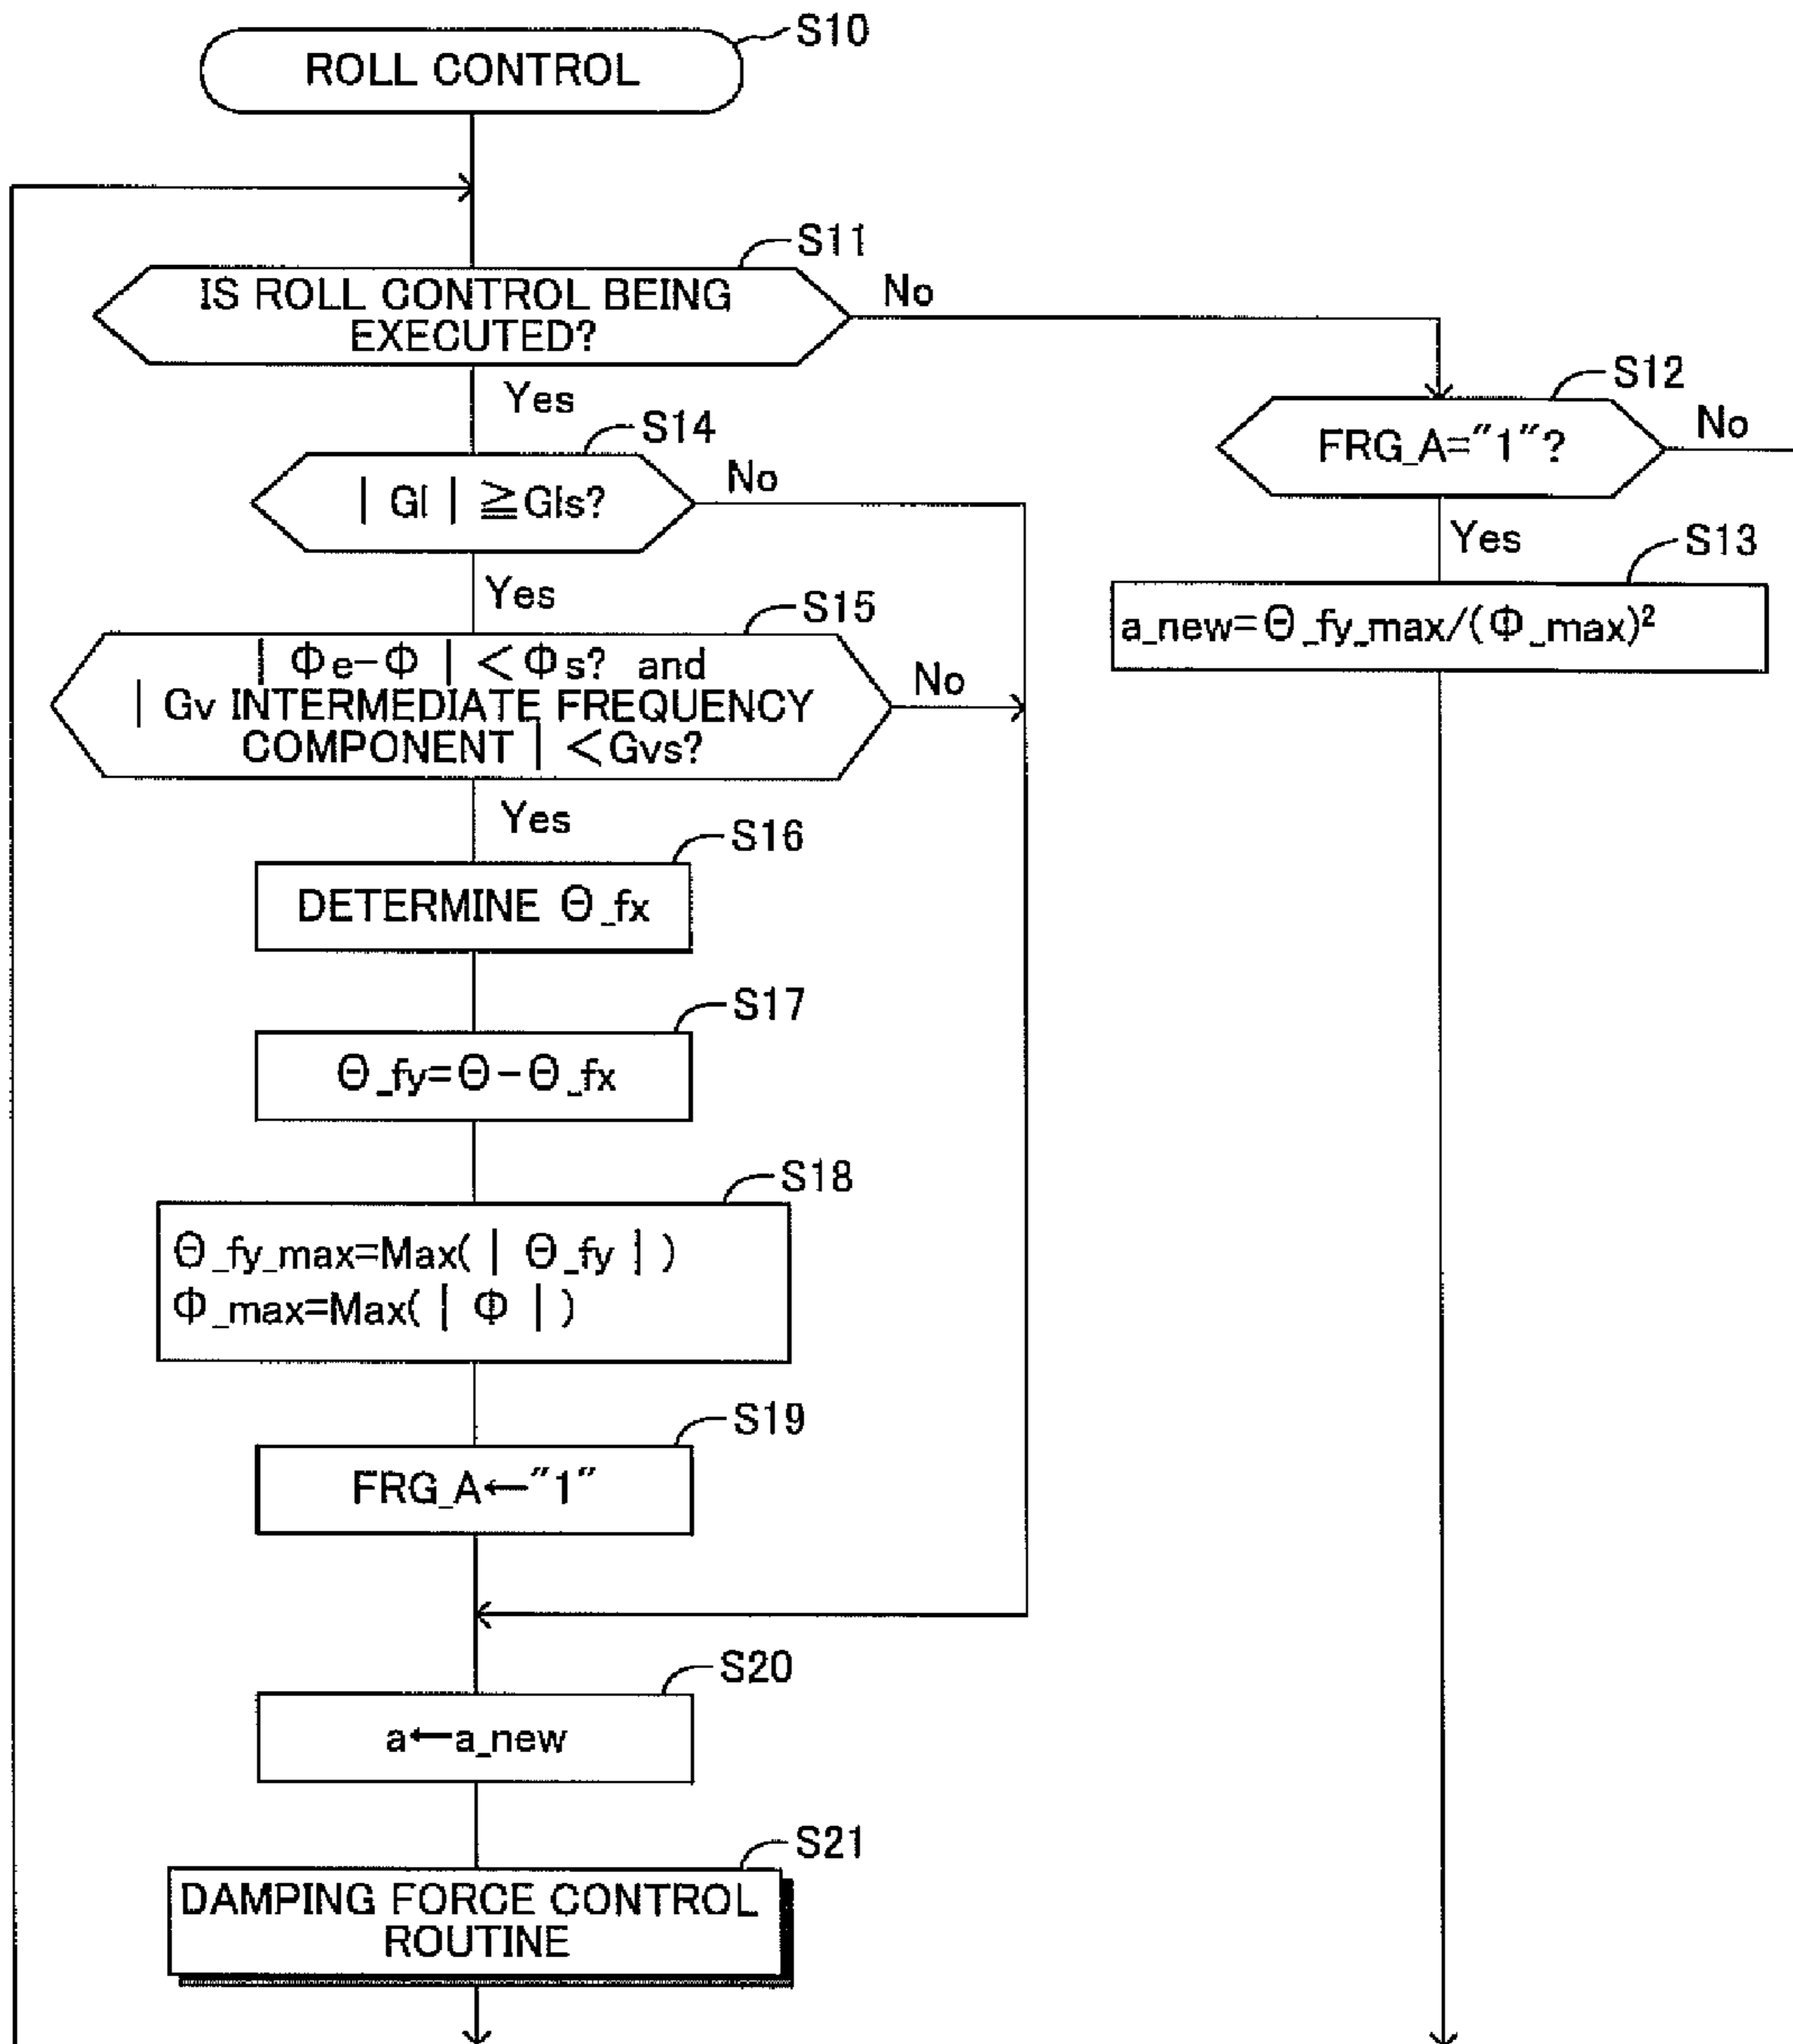 S10
ROLL CONTROL
S11
IS ROLL CONTROL BEING
EXECUTED?
No
Yes
S12
FRG_A="1"?
No
Yes
S13
a_new=Θ_fy_max/(Φ_max)²
S14
| Gl | ≧Gls?
No
Yes
S15
| Φe-Φ | <Φs? and
| Gv INTERMEDIATE FREQUENCY
COMPONENT | <Gvs?
No
Yes
S16
DETERMINE Θ_fx
S17
Θ_fy=Θ-Θ_fx
S18
Θ_fy_max=Max( | Θ_fy | )
Φ_max=Max( | Φ | )
S19
FRG_A←"1"
S20
a←a_new
S21
DAMPING FORCE CONTROL
ROUTINE